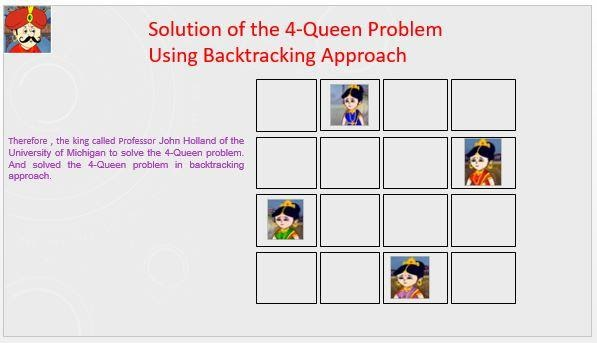 Solution of the 4-Queen Problem
Using Backtracking Approach
Therefore , the king called Professor John Holland of the
University of Michigan to solve the 4-Queen problem.
And solved the 4-Queen problem in backtracking
approach.